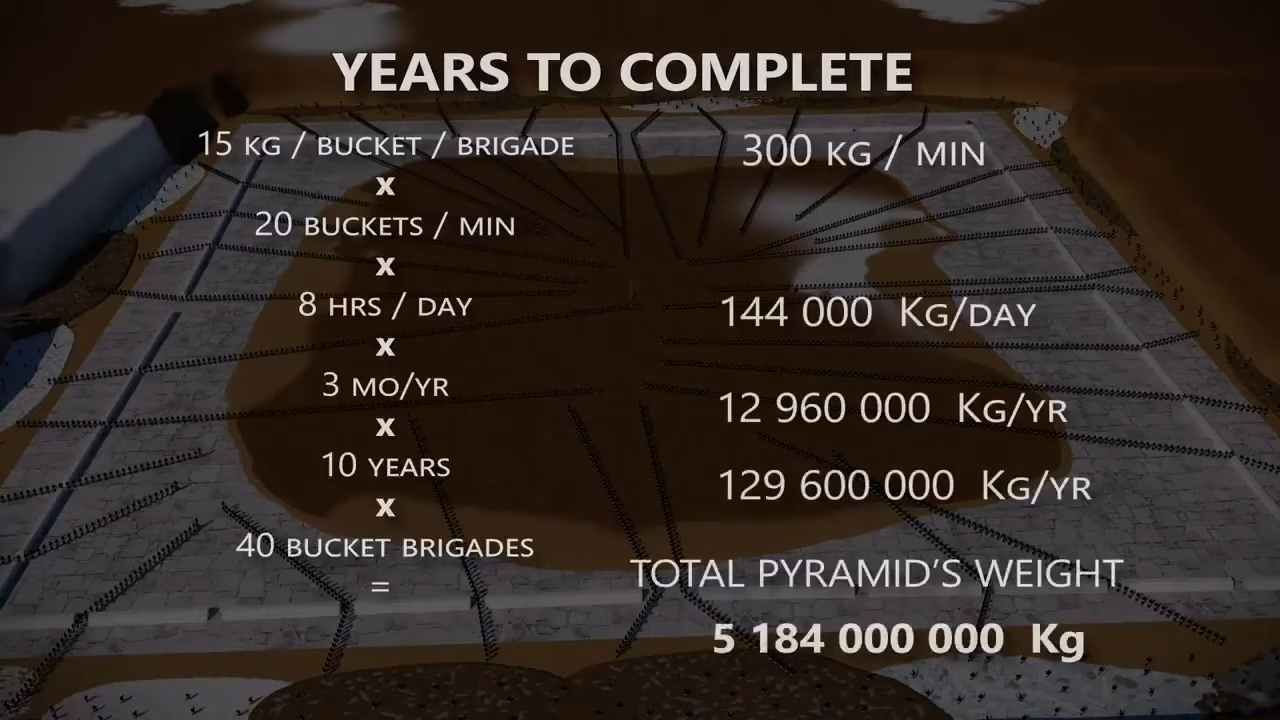 YEARS TO COMPLETE
15 KG / BUCKET / BRIGADE
x
20 BUCKETS / MIN
x
8 HRS / DAY
x
3 MO/YR
x
10 YEARS
x
40 BUCKET BRIGADES
=
300 KG / MIN
144 000 KG/DAY
12 960 000 KG/YR
129 600 000 KG/YR
TOTAL PYRAMID'S WEIGHT
5 184 000 000 Kg